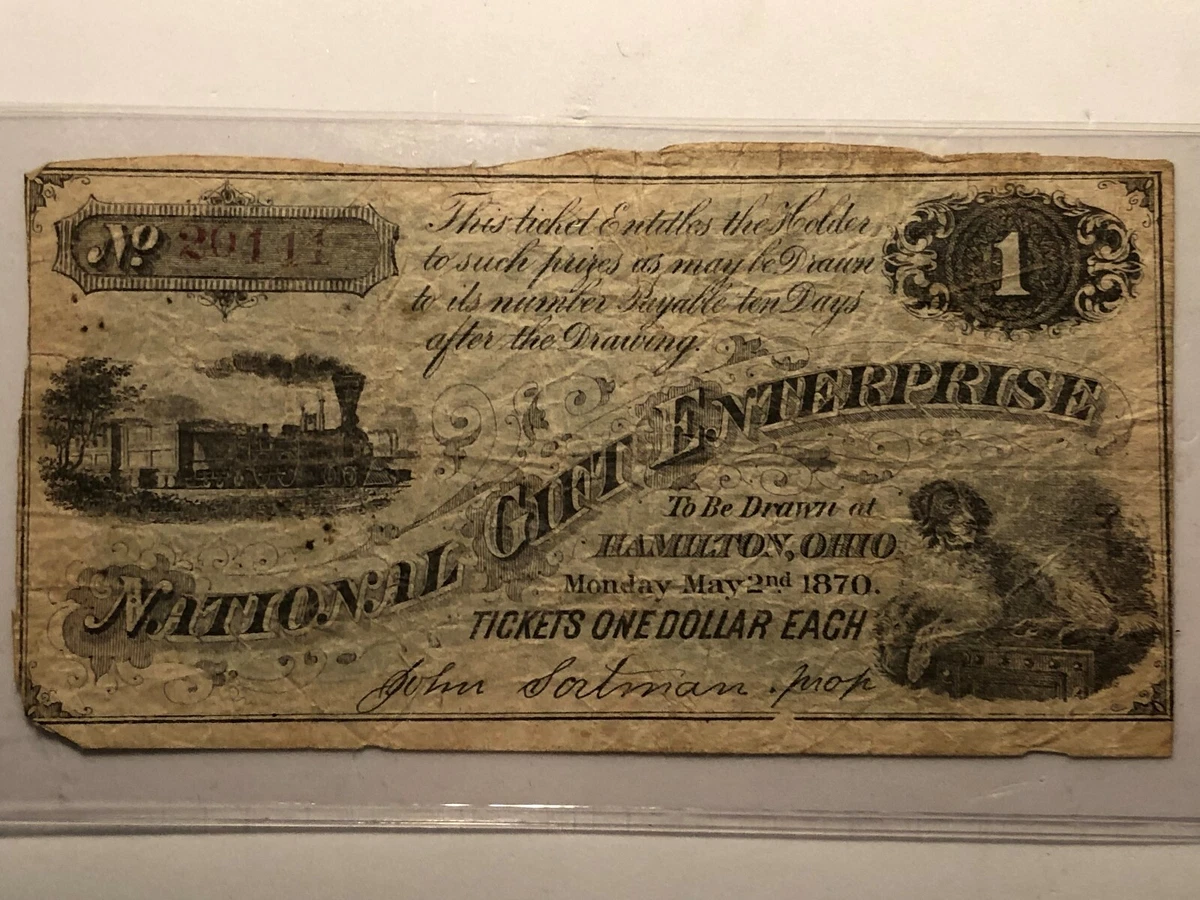 No 20111
This ticket Entitles the Holder
to such prizes as may be Drawn
to its number Payable ten Days
after the Drawing.
1
NATIONAL GIFT ENTERPRISE
To Be Drawn at
HAMILTON, OHIO
Monday May 2nd 1870.
TICKETS ONE DOLLAR EACH
John Sortman. prop